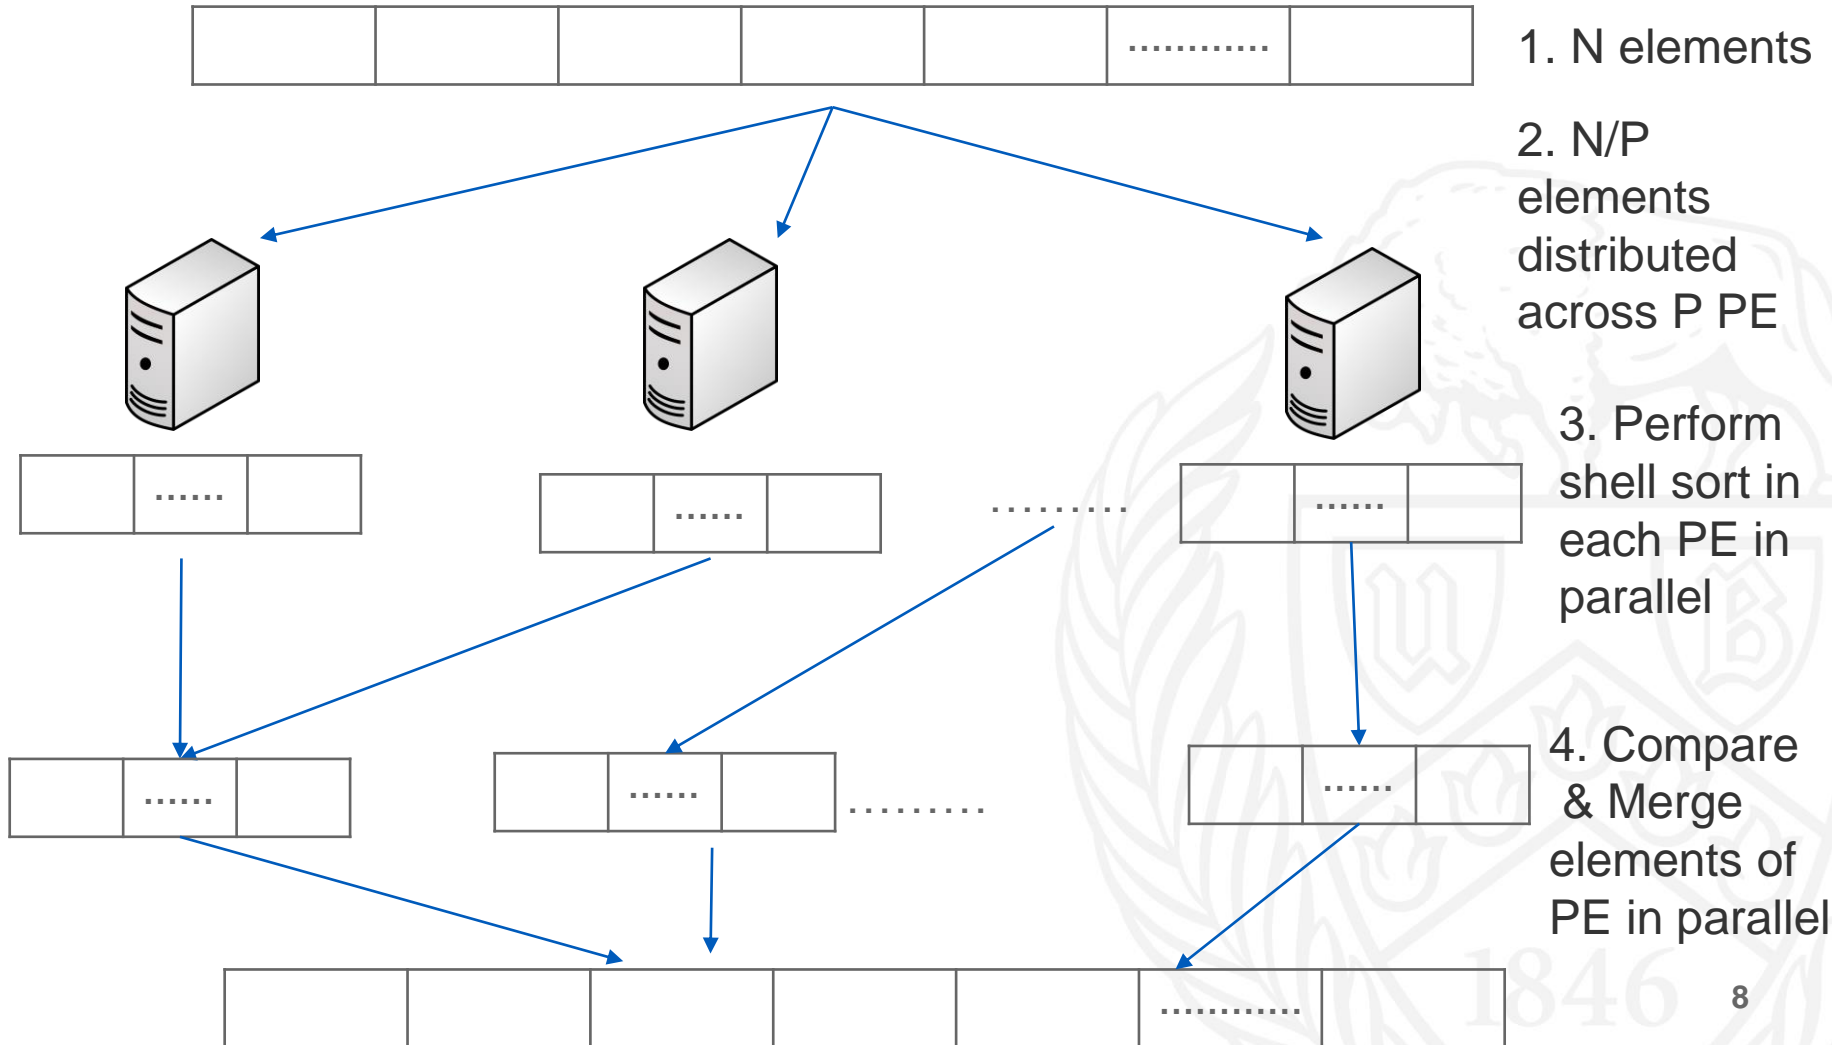 ............
1. N elements
2. N/P
elements
distributed
across P PE
3. Perform
shell sort in
each PE in
parallel
......
......
.........
......
4. Compare
& Merge
elements of
PE in parallel
......
......
.........
......
............
U B
1846
8